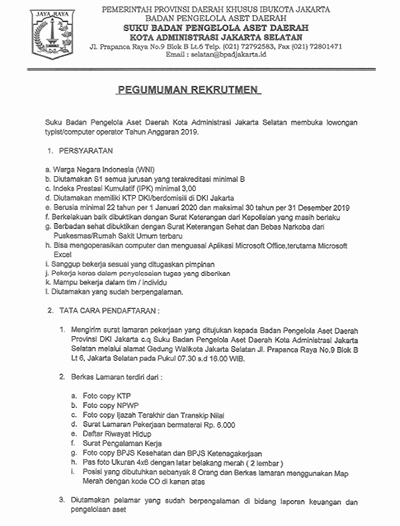 JAYA RAYA
PEMERINTAH PROVINSI DAERAH KHUSUS IBUKOTA JAKARTA
BADAN PENGELOLA ASET DAERAH
SUKU BADAN PENGELOLA ASET DAERAH
KOTA ADMINISTRASI JAKARTA SELATAN
Jl. Prapanca Raya No.9 Blok B Lt.6 Telp. (021) 72792583, Fax (021) 72801471
Email : selatan@bpadjakarta.id
PEGUMUMAN REKRUTMEN
Suku Badan Pengelola Aset Daerah Kota Administrasi Jakarta Selatan membuka lowongan
typist/computer operator Tahun Anggaran 2019.
1. PERSYARATAN
a. Warga Negara Indonesia (WNI)
b. Diutamakan S1 semua jurusan yang terakreditasi minimal B
c. Indeks Prestasi Kumulatif (IPK) minimal 3,00
d. Diutamakan memiliki KTP DKI/berdomisili di DKI Jakarta
e. Berusia minimal 22 tahun per 1 Januari 2020 dan maksimal 30 tahun per 31 Desember 2019
f. Berkelakuan baik dibuktikan dengan Surat Keterangan dari Kepolisian yang masih berlaku
g. Berbadan sehat dibuktikan dengan Surat Keterangan Sehat dan Bebas Narkoba dari
Puskesmas/Rumah Sakit Umum terbaru
h. Bisa mengoperasikan computer dan menguasai Aplikasi Microsoft Office,terutama Microsoft
Excel
i. Sanggup bekerja sesuai yang ditugaskan pimpinan
j. Pekerja keras dalam penyelesaian tugas yang diberikan
k. Mampu bekerja dalam tim / individu
l. Diutamakan yang sudah berpengalaman.
2. TATA CARA PENDAFTARAN :
1. Mengirim surat lamaran pekerjaan yang ditujukan kepada Badan Pengelola Aset Daerah
Provinsi DKI Jakarta c.q Suku Badan Pengelola Aset Daerah Kota Administrasi Jakarta
Selatan melalui alamat Gedung Walikota Jakarta Selatan Jl. Prapanca Raya No.9 Blok B
Lt 6, Jakarta Selatan pada Pukul 07.30 s.d 16.00 WIB.
2. Berkas Lamaran terdiri dari :
a. Foto copy KTP
b. Foto copy NPWP
c. Foto copy Ijazah Terakhir dan Transkip Nilai
d. Surat Lamaran Pekerjaan bermaterai Rp. 6.000
e. Daftar Riwayat Hidup
f. Surat Pengalaman Kerja
g. Foto copy BPJS Kesehatan dan BPJS Ketenagakerjaan
h. Pas foto Ukuran 4x6 dengan latar belakang merah ( 2 lembar )
i. Posisi yang dibutuhkan sebanyak 8 Orang dan Berkas lamaran menggunakan Map
Merah dengan kode CO di kanan atas
3. Diutamakan pelamar yang sudah berpengalaman di bidang laporan keuangan dan
pengelolaan aset